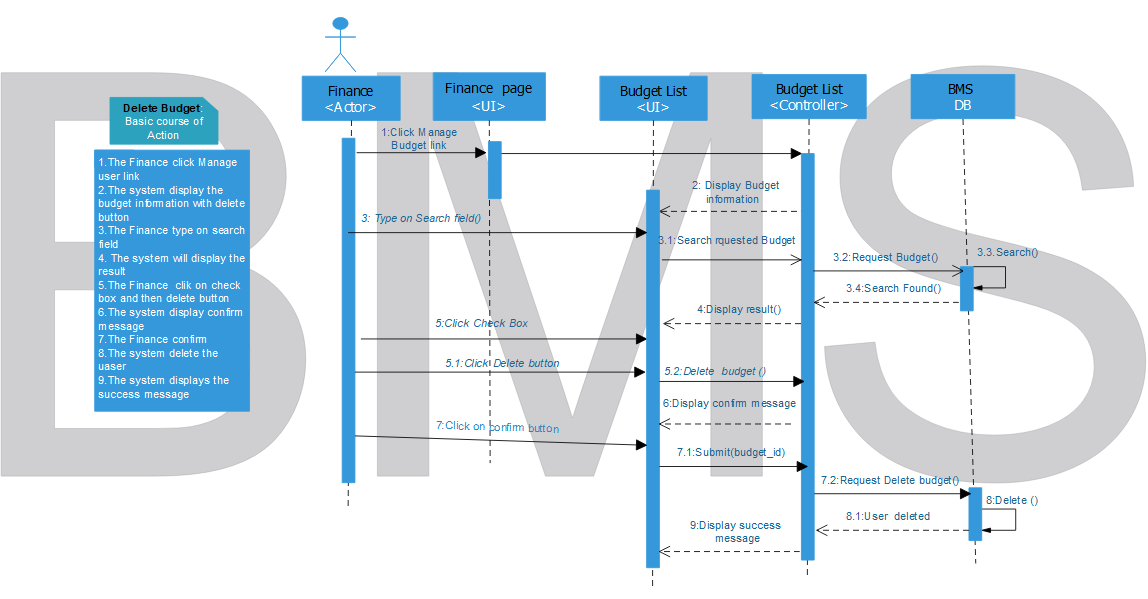 BMS
Finance
<Actor>
Finance  page
<UI>
Budget List
<UI>
Budget List
<Controller>
BMS
DB
Delete Budget:
Basic course of
Action
1.The Finance click Manage
user link
2.The system display the
budget information with delete
button
3.The Finance type on search
field
4. The system will display the
result
5.The Finance  clik on check
box and then delete button
6.The system display confirm
message
7.The Finance confirm
8.The system delete the
uaser
9.The system displays the
success message
1:Click Manage
Budget link
2: Display Budget
information
3: Type on Search field()
3.1:Search rquested Budget
3.2:Request Budget()
3.3.Search()
3.4:Search Found()
4:Display result()
5:Click Check Box
5.1:Click Delete button
5.2:Delete  budget ()
6:Display confirm message
7:Click on confirm button
7.1:Submit(budget_id)
7.2:Request Delete budget()
8:Delete ()
8.1:User  deleted
9:Display success
message